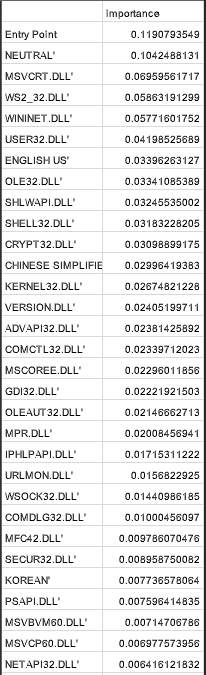 importance
Entry Point 0.1190793549
NEUTRAL' 0.1042488131
MSVCRT.DLL' 0.06959561717
WS2_32.DLL' 0.05863191299
WININET.DLL' 0.05771601752
USER32.DLL' 0.04198525689
ENGLISH US' 0.03396263127
OLE32.DLL' 0.03341085389
SHLWAPI.DLL' 0.03245535002
SHELL32.DLL' 0.03183228205
CRYPT32.DLL' 0.03098899175
CHINESE SIMPLIFIE 0.02996419383
KERNEL32.DLL' 0.02674821228
VERSION.DLL' 0.02405199711
ADVAPI32.DLL' 0.02381425892
COMCTL32.DLL' 0.02339712023
MSCOREE.DLL' 0.02296011856
GDI32.DLL' 0.02221921503
OLEAUT32.DLL' 0.02146662713
MPR.DLL' 0.02008456941
IPHLPAPI.DLL' 0.01715311222
URLMON.DLL' 0.0156822925
WSOCK32.DLL' 0.01440986185
COMDLG32.DLL' 0.01000456097
MFC42.DLL' 0.009786070476
SECUR32.DLL' 0.008958750082
KOREAN' 0.007736578064
PSAPI.DLL' 0.007596414835
MSVBVM60.DLL' 0.00714706786
MSVCP60.DLL' 0.006977573956
NETAPI32.DLL' 0.006416121832